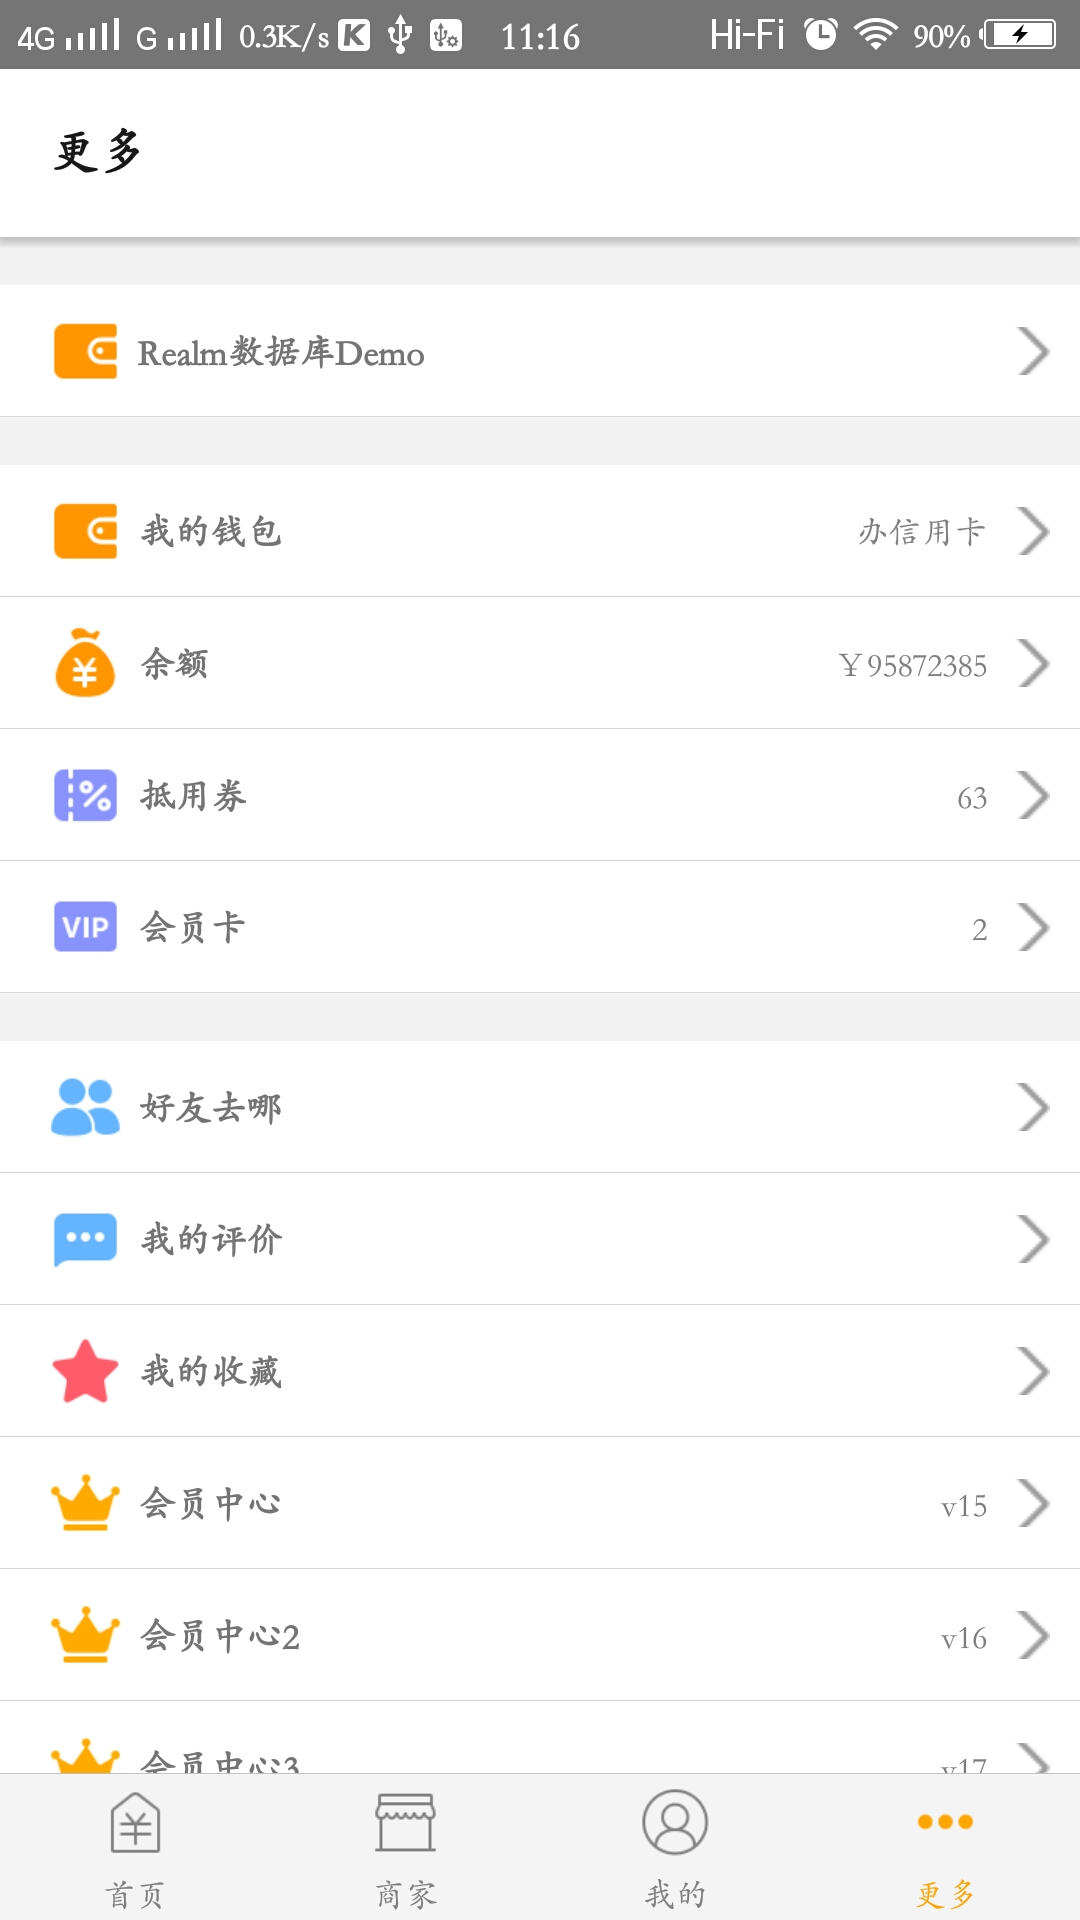 4G G 0.3K/s K 11:16 Hi-Fi 90%
更多
Realm数据库Demo
我的钱包 办信用卡
余额 ￥95872385
抵用券 63
VIP 会员卡 2
好友去哪
我的评价
我的收藏
会员中心 v15
会员中心2 v16
会员中心3 v17
首页 商家 我的 更多